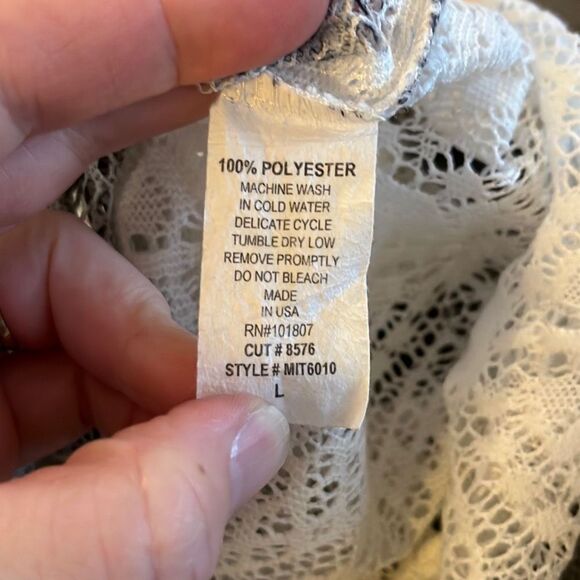 100% POLYESTER
MACHINE WASH
IN COLD WATER
DELICATE CYCLE
TUMBLE DRY LOW
REMOVE PROMPTLY
DO NOT BLEACH
MADE
IN USA
RN#101807
CUT # 8576
STYLE # MIT6010
L